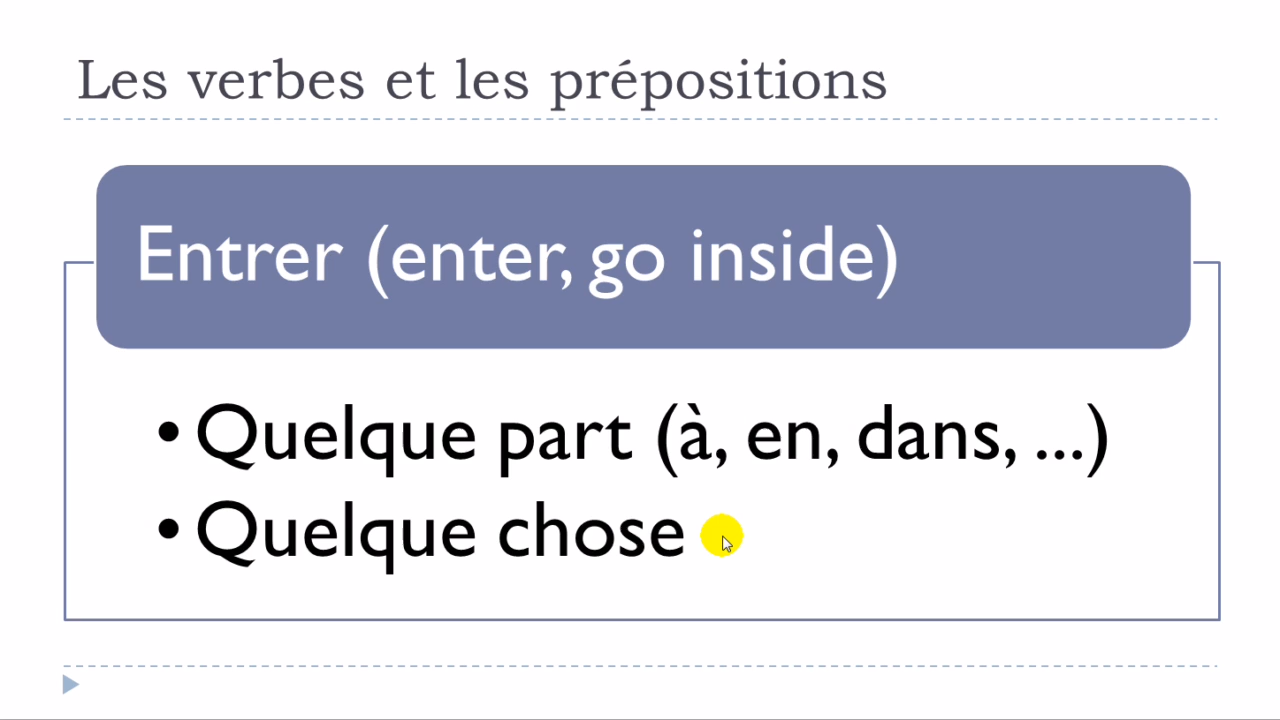 Les verbes et les prépositions
Entrer (enter, go inside)
• Quelque part (à, en, dans, ...)
• Quelque chose